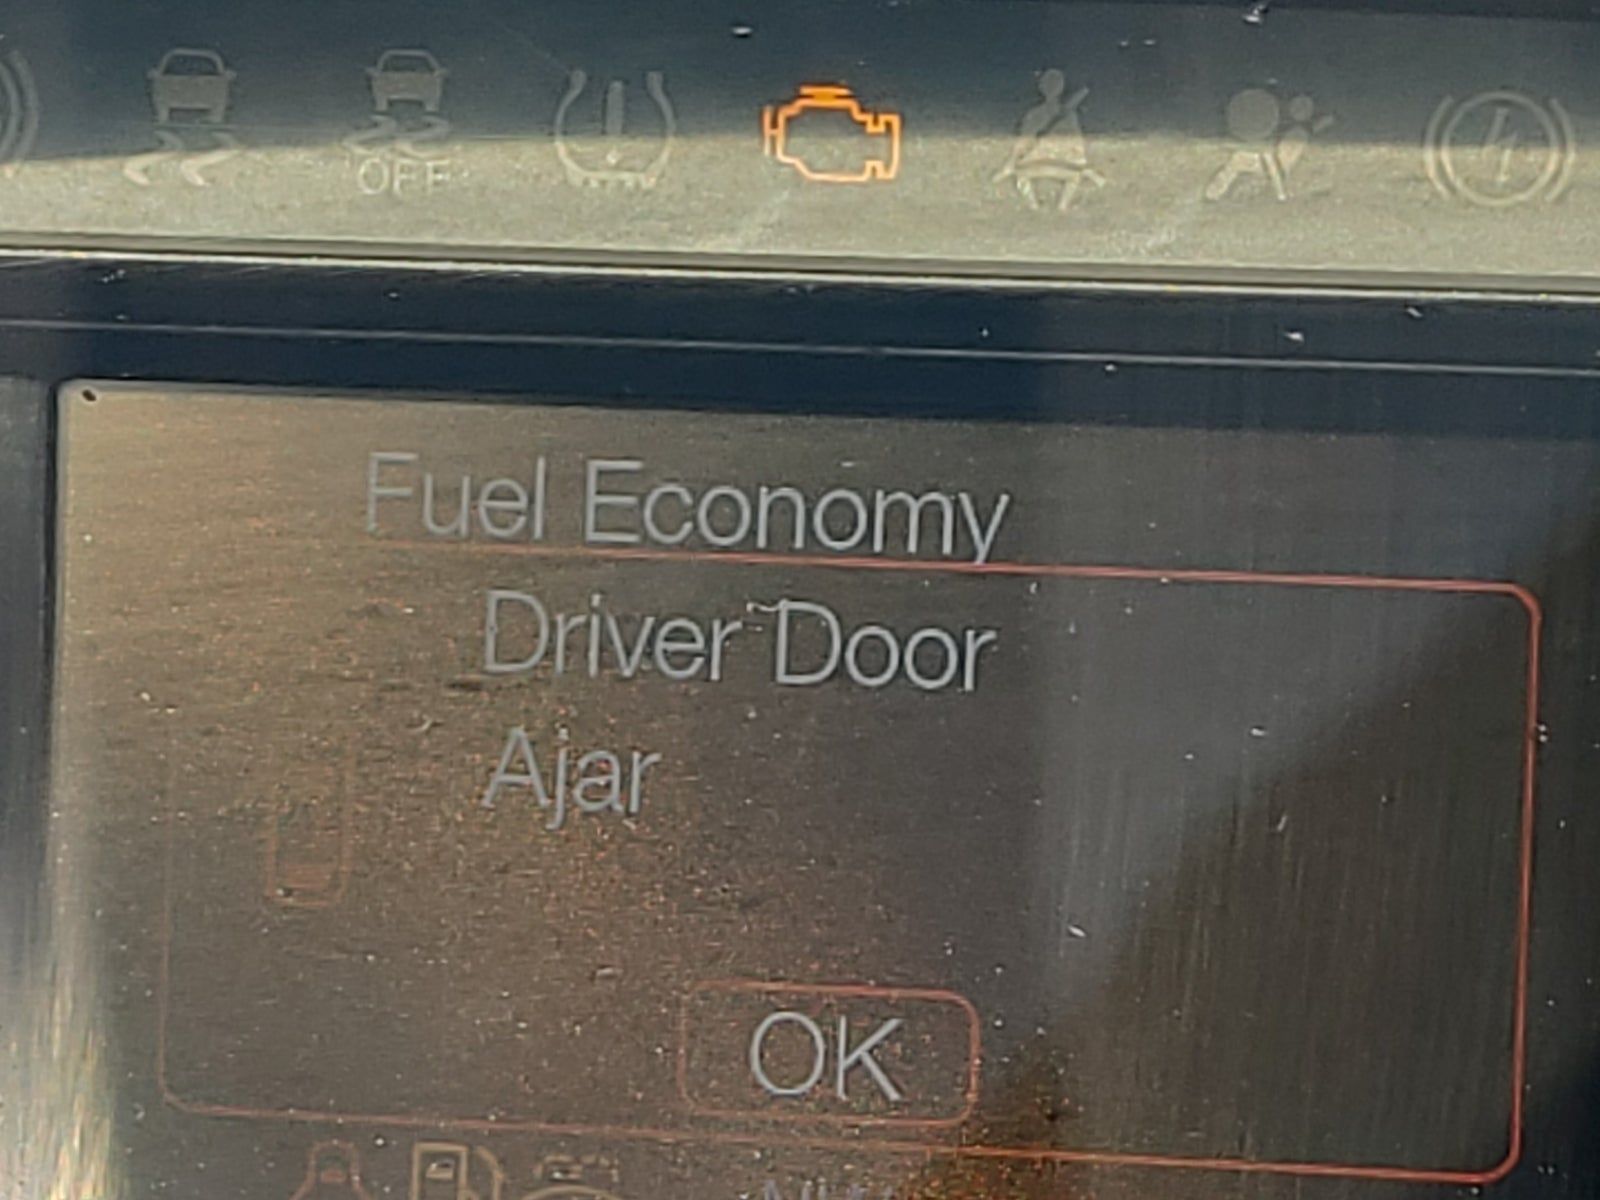 OFF
Fuel Economy
Driver Door
Ajar
OK